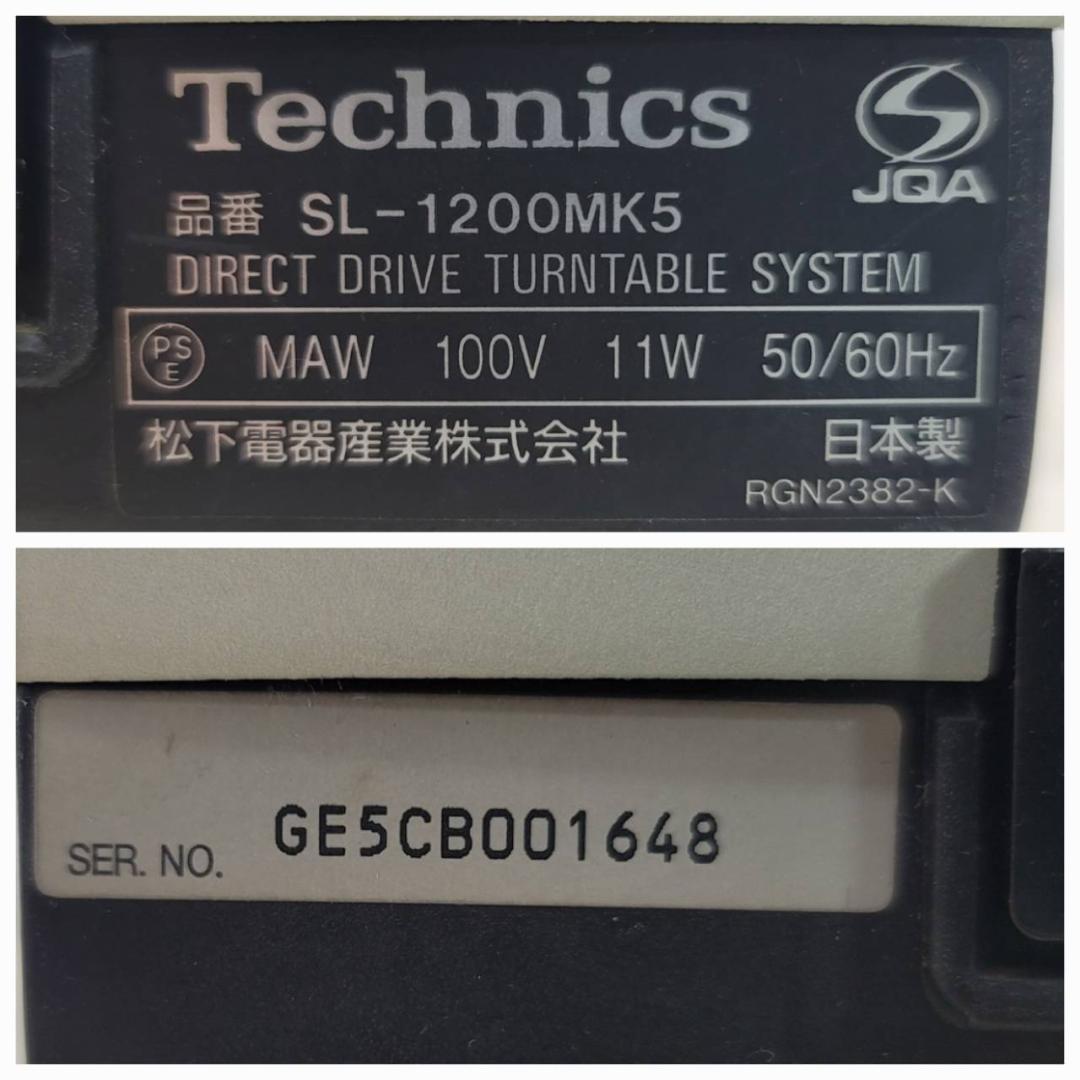 Technics
JQA
品番 SL-1200MK5
DIRECT DRIVE TURNTABLE SYSTEM
PSE MAW 100V 11W 50/60Hz
松下電器産業株式会社 日本製
RGN2382-K
SER. NO. GE5CB001648